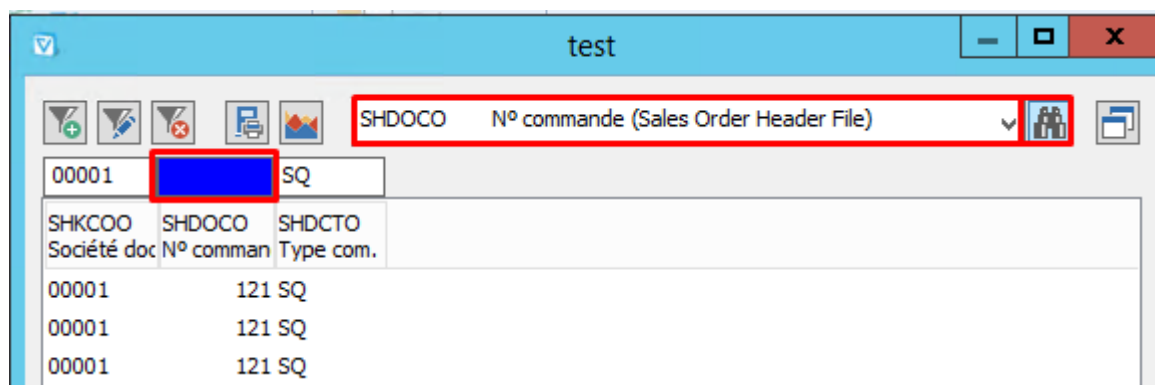 test
SHDOCO Nº commande (Sales Order Header File)
00001 SQ
SHKCOO SHDOCO SHDCTO
Société doc Nº comman Type com.
00001 121 SQ
00001 121 SQ
00001 121 SQ